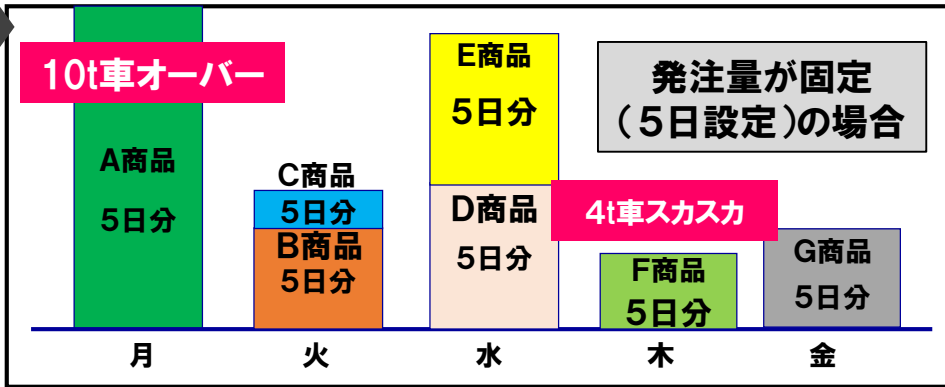 10t車オーバー
発注量が固定
（5日設定）の場合
A商品
5日分
C商品
5日分
B商品
5日分
E商品
5日分
D商品
5日分
4t車スカスカ
F商品
5日分
G商品
5日分
月
火
水
木
金